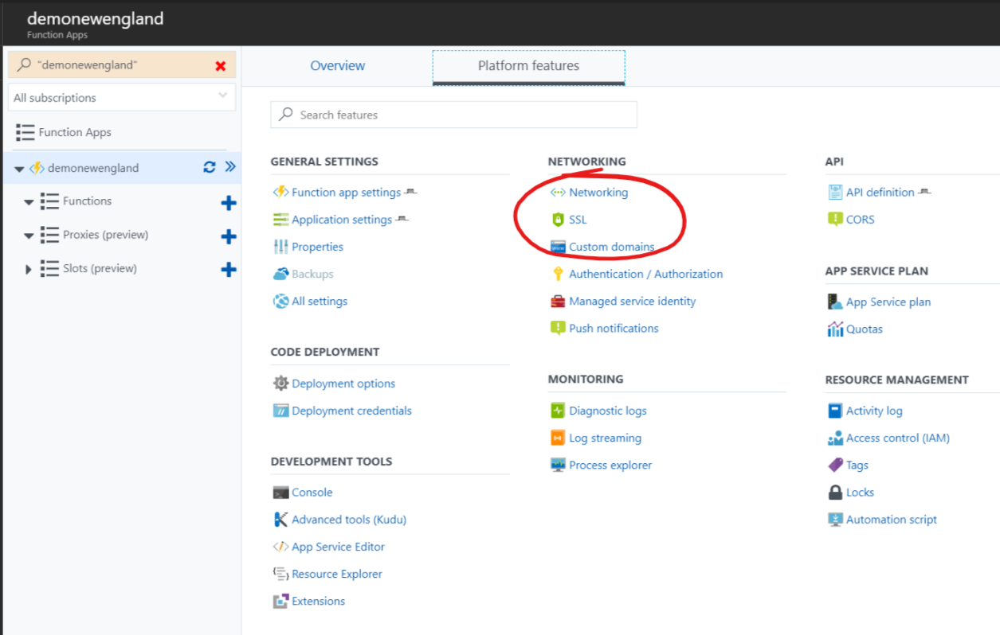 demonewengland
Function Apps
"demonewengland"
All subscriptions
Function Apps
demonewengland
Functions
Proxies (preview)
Slots (preview)
Overview
Platform features
Search features
GENERAL SETTINGS
Function app settings
Application settings
Properties
Backups
All settings
CODE DEPLOYMENT
Deployment options
Deployment credentials
DEVELOPMENT TOOLS
Console
Advanced tools (Kudu)
App Service Editor
Resource Explorer
Extensions
NETWORKING
Networking
SSL
Custom domains
Authentication / Authorization
Managed service identity
Push notifications
MONITORING
Diagnostic logs
Log streaming
Process explorer
API
API definition
CORS
APP SERVICE PLAN
App Service plan
Quotas
RESOURCE MANAGEMENT
Activity log
Access control (IAM)
Tags
Locks
Automation script